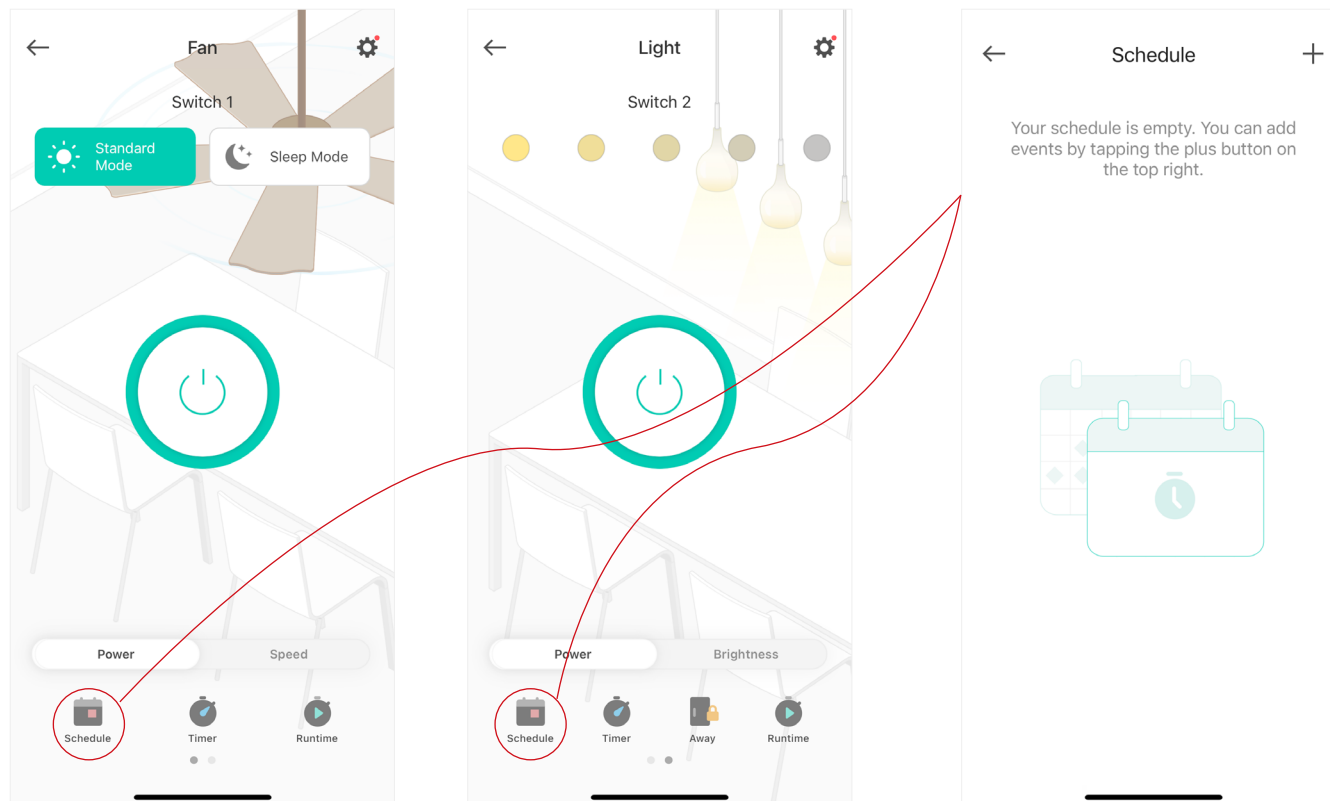 Fan
Switch 1
Standard
Mode
Sleep Mode
Power
Speed
Schedule
Timer
Runtime
Light
Switch 2
Power
Brightness
Schedule
Timer
Away
Runtime
Schedule
Your schedule is empty. You can add
events by tapping the plus button on
the top right.